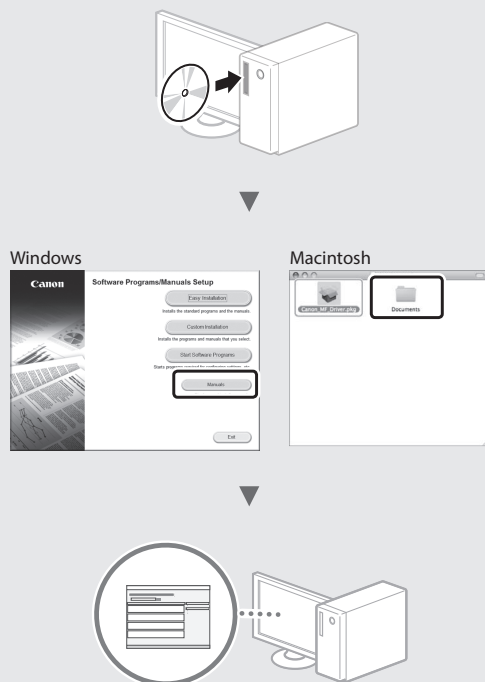 Windows
Macintosh
Canon
Software Programs/Manuals Setup
Easy Installation
Installs the standard programs and the manuals.
Custom Installation
Installs the programs and manuals that you select.
Start Software Programs
Manuals
Exit
Canon_MF_Driver.pkg
Documents